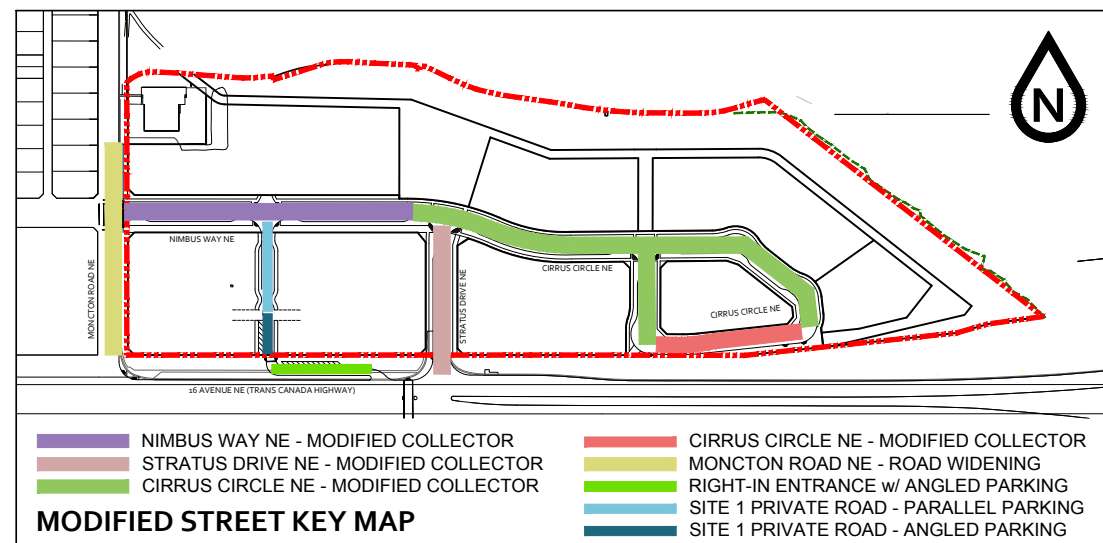 N
NIMBUS WAY NE
CIRRUS CIRCLE NE
MONCTON ROAD NE
STRATUS DRIVE NE
CIRRUS CIRCLE NE
16 AVENUE NE (TRANS CANADA HIGHWAY)
NIMBUS WAY NE - MODIFIED COLLECTOR
STRATUS DRIVE NE - MODIFIED COLLECTOR
CIRRUS CIRCLE NE - MODIFIED COLLECTOR
MODIFIED STREET KEY MAP
CIRRUS CIRCLE NE - MODIFIED COLLECTOR
MONCTON ROAD NE - ROAD WIDENING
RIGHT-IN ENTRANCE w/ ANGLED PARKING
SITE 1 PRIVATE ROAD - PARALLEL PARKING
SITE 1 PRIVATE ROAD - ANGLED PARKING